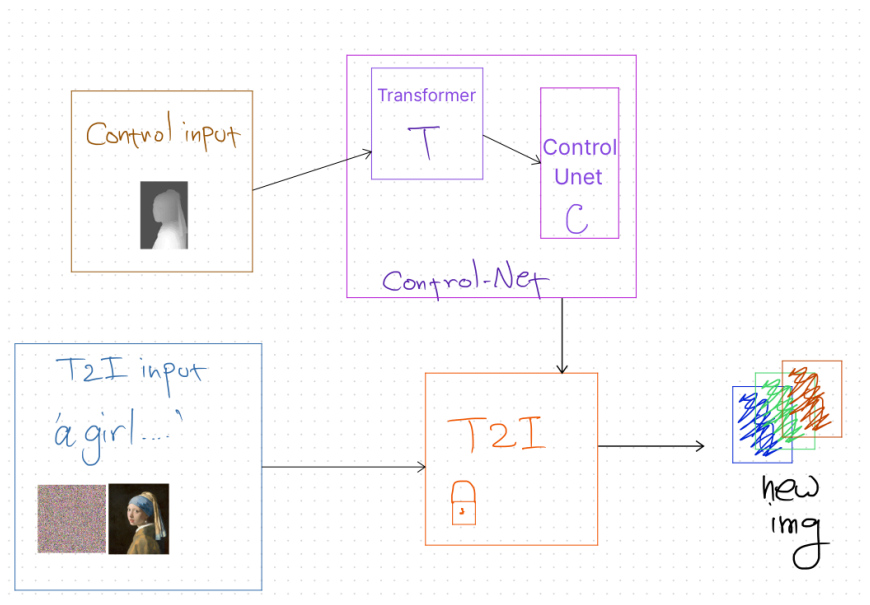 Control input
Transformer
T
Control
Unet
C
Control-Net
T2I input
'a girl....'
T2I
new
img